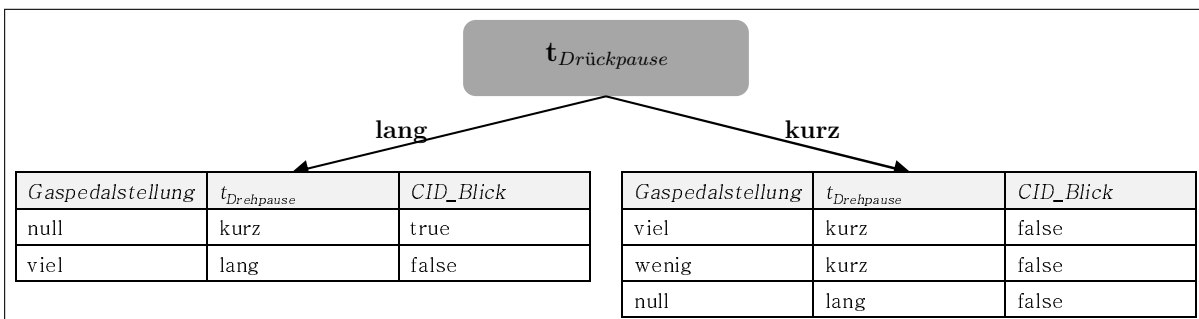 t_Drückpause
lang kurz
Gaspedalstellung t_Drehpause CID_Blick
null kurz true
viel lang false
Gaspedalstellung t_Drehpause CID_Blick
viel kurz false
wenig kurz false
null lang false